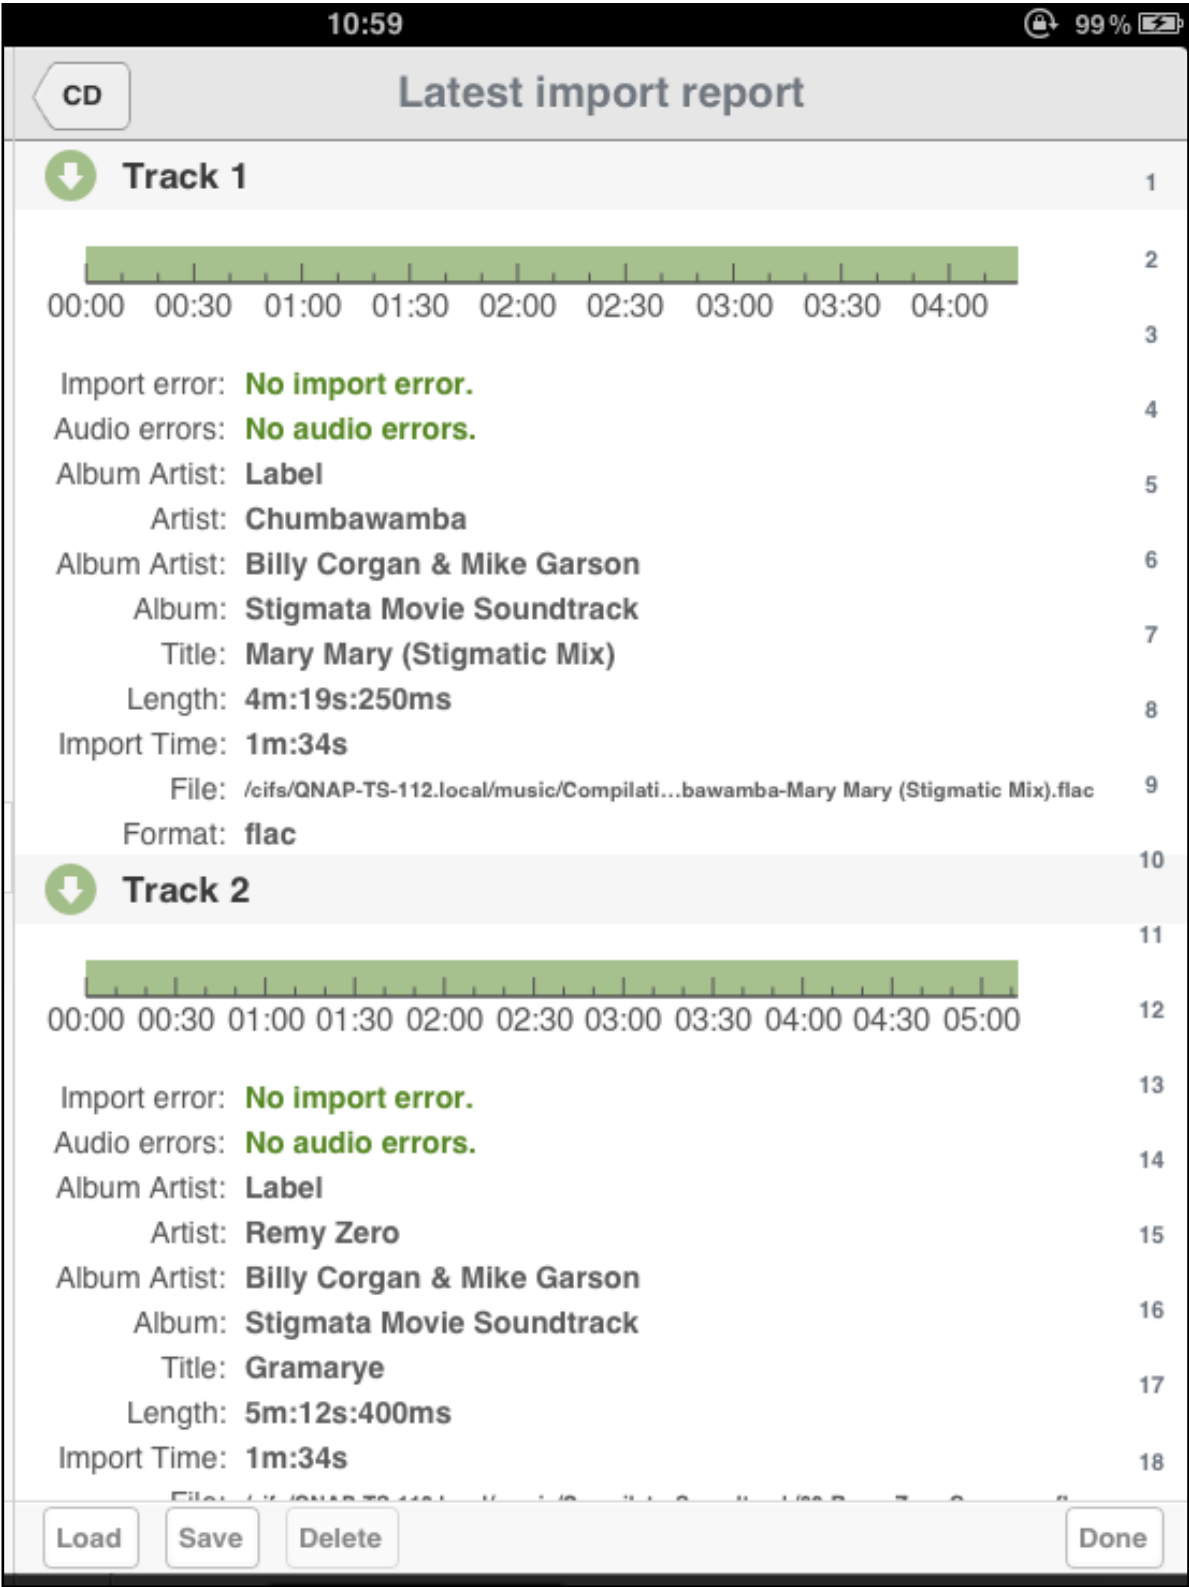 10:59 99%
CD Latest import report
Track 1
00:00 00:30 01:00 01:30 02:00 02:30 03:00 03:30 04:00
Import error: No import error.
Audio errors: No audio errors.
Album Artist: Label
Artist: Chumbawamba
Album Artist: Billy Corgan & Mike Garson
Album: Stigmata Movie Soundtrack
Title: Mary Mary (Stigmatic Mix)
Length: 4m:19s:250ms
Import Time: 1m:34s
File: /cifs/QNAP-TS-112.local/music/Compilati...bawamba-Mary Mary (Stigmatic Mix).flac
Format: flac
Track 2
00:00 00:30 01:00 01:30 02:00 02:30 03:00 03:30 04:00 04:30 05:00
Import error: No import error.
Audio errors: No audio errors.
Album Artist: Label
Artist: Remy Zero
Album Artist: Billy Corgan & Mike Garson
Album: Stigmata Movie Soundtrack
Title: Gramarye
Length: 5m:12s:400ms
Import Time: 1m:34s
File:
1
2
3
4
5
6
7
8
9
10
11
12
13
14
15
16
17
18
Load Save Delete Done